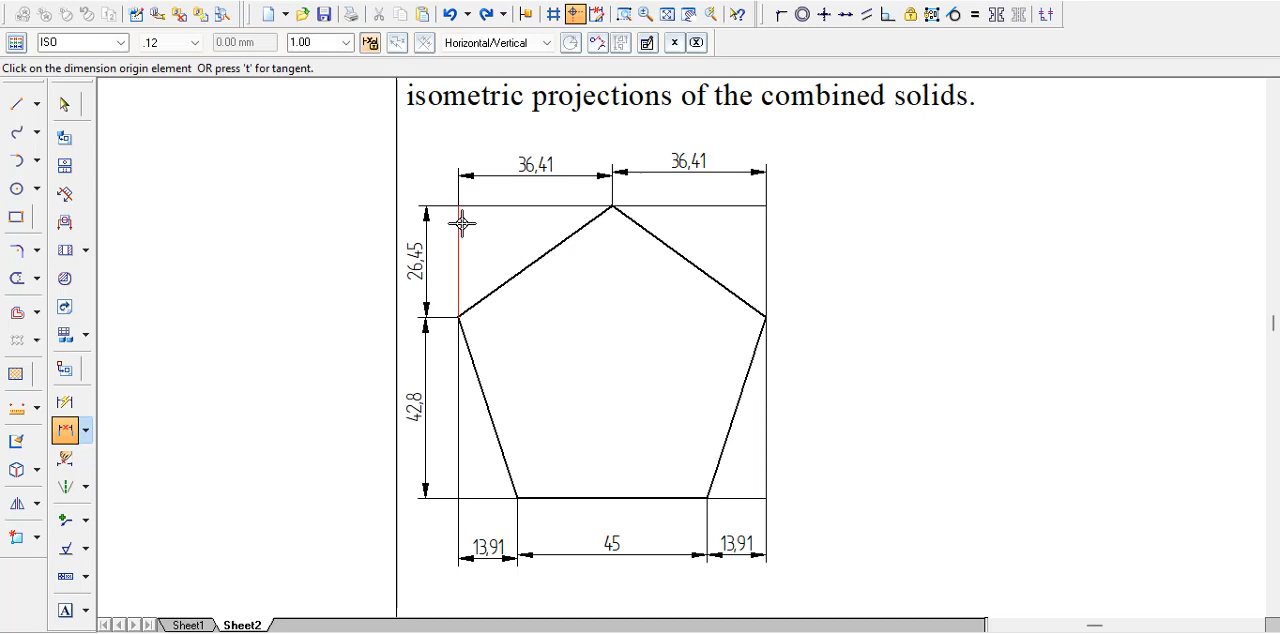 ISO
.12
0.00 mm
1.00
Horizontal/Vertical
Click on the dimension origin element OR press 't' for tangent.
isometric projections of the combined solids.
36,41
36,41
26,45
42,8
13,91
45
13,91
A
Sheet1
Sheet2